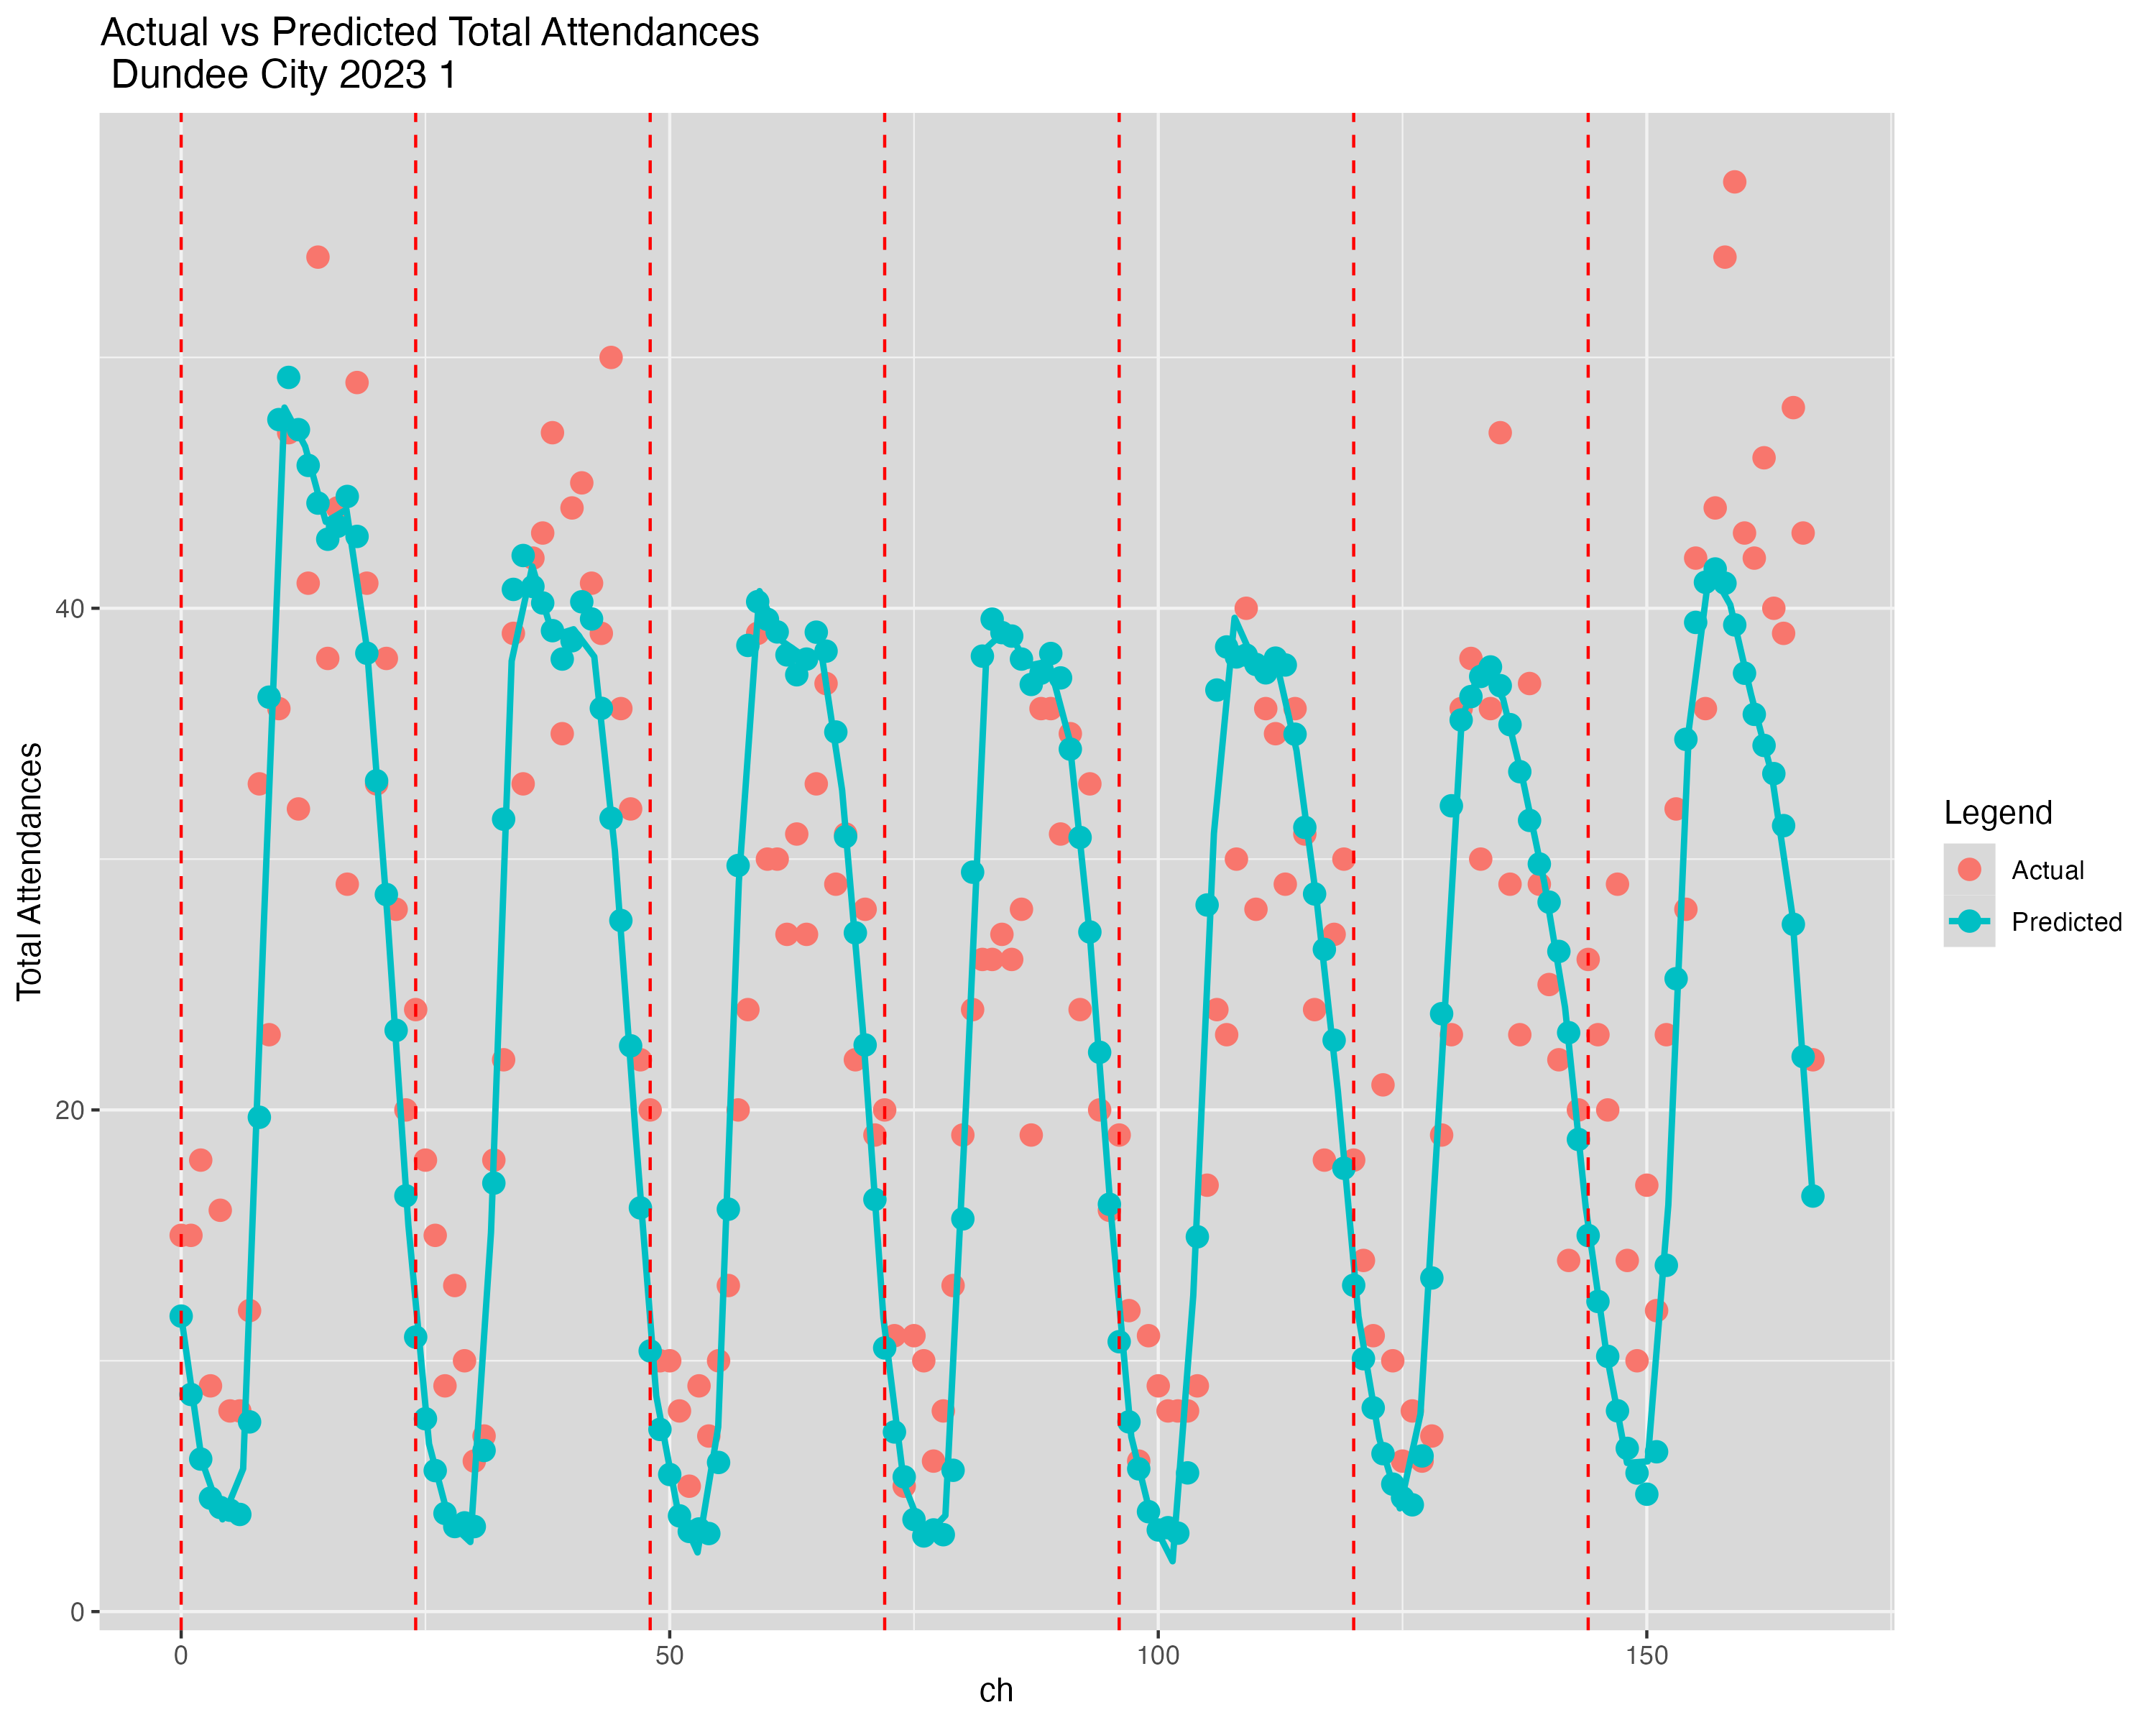 Actual vs Predicted Total Attendances
Dundee City 2023 1
Total Attendances
40
20
0
0
50
100
150
ch
Legend
Actual
Predicted